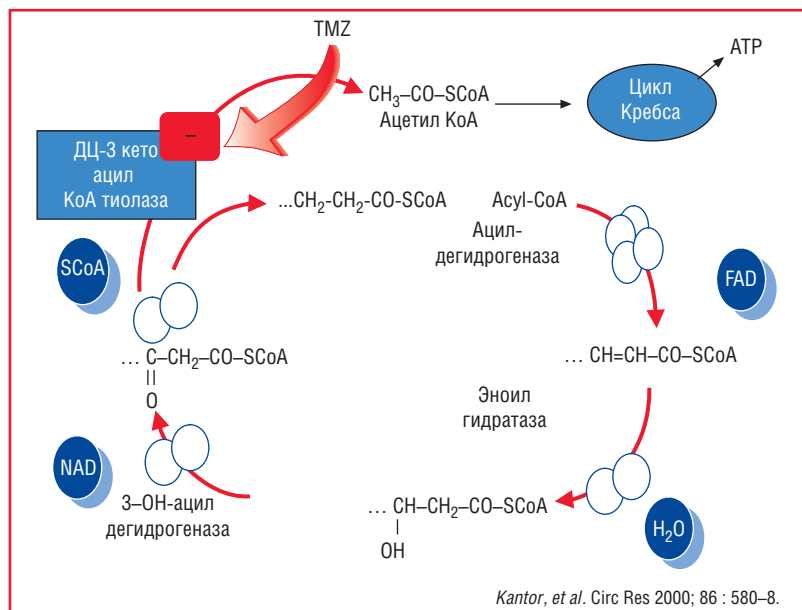 TMZ
ATP
CH₃–CO–SCoA
Ацетил КоА
Цикл
Кребса
–
ДЦ-3 кето
ацил
КоА тиолаза
...CH₂-CH₂-CO-SCoA
Acyl-CoA
Ацил-
дегидрогеназа
SCoA
FAD
... C–CH₂–CO–SCoA
||
O
... CH=CH–CO–SCoA
Эноил
гидратаза
NAD
3–ОН-ацил
дегидрогеназа
... CH–CH₂–CO–SCoA
|
OH
H₂O
Kantor, et al. Circ Res 2000; 86 : 580–8.